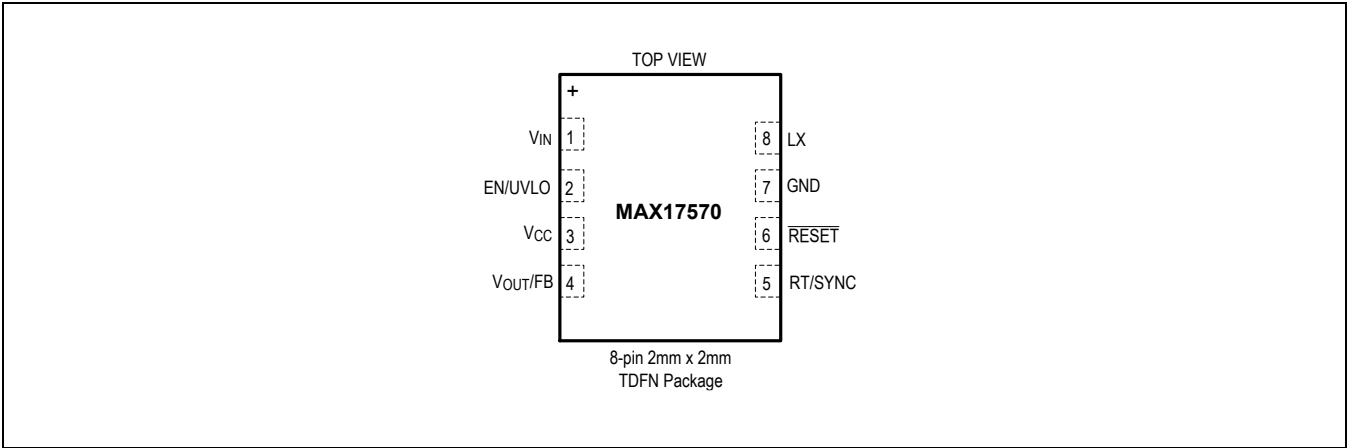 TOP VIEW
+
VIN 1
8 LX
EN/UVLO 2
7 GND
MAX17570
VCC 3
6 RESET
VOUT/FB 4
5 RT/SYNC
8-pin 2mm x 2mm
TDFN Package